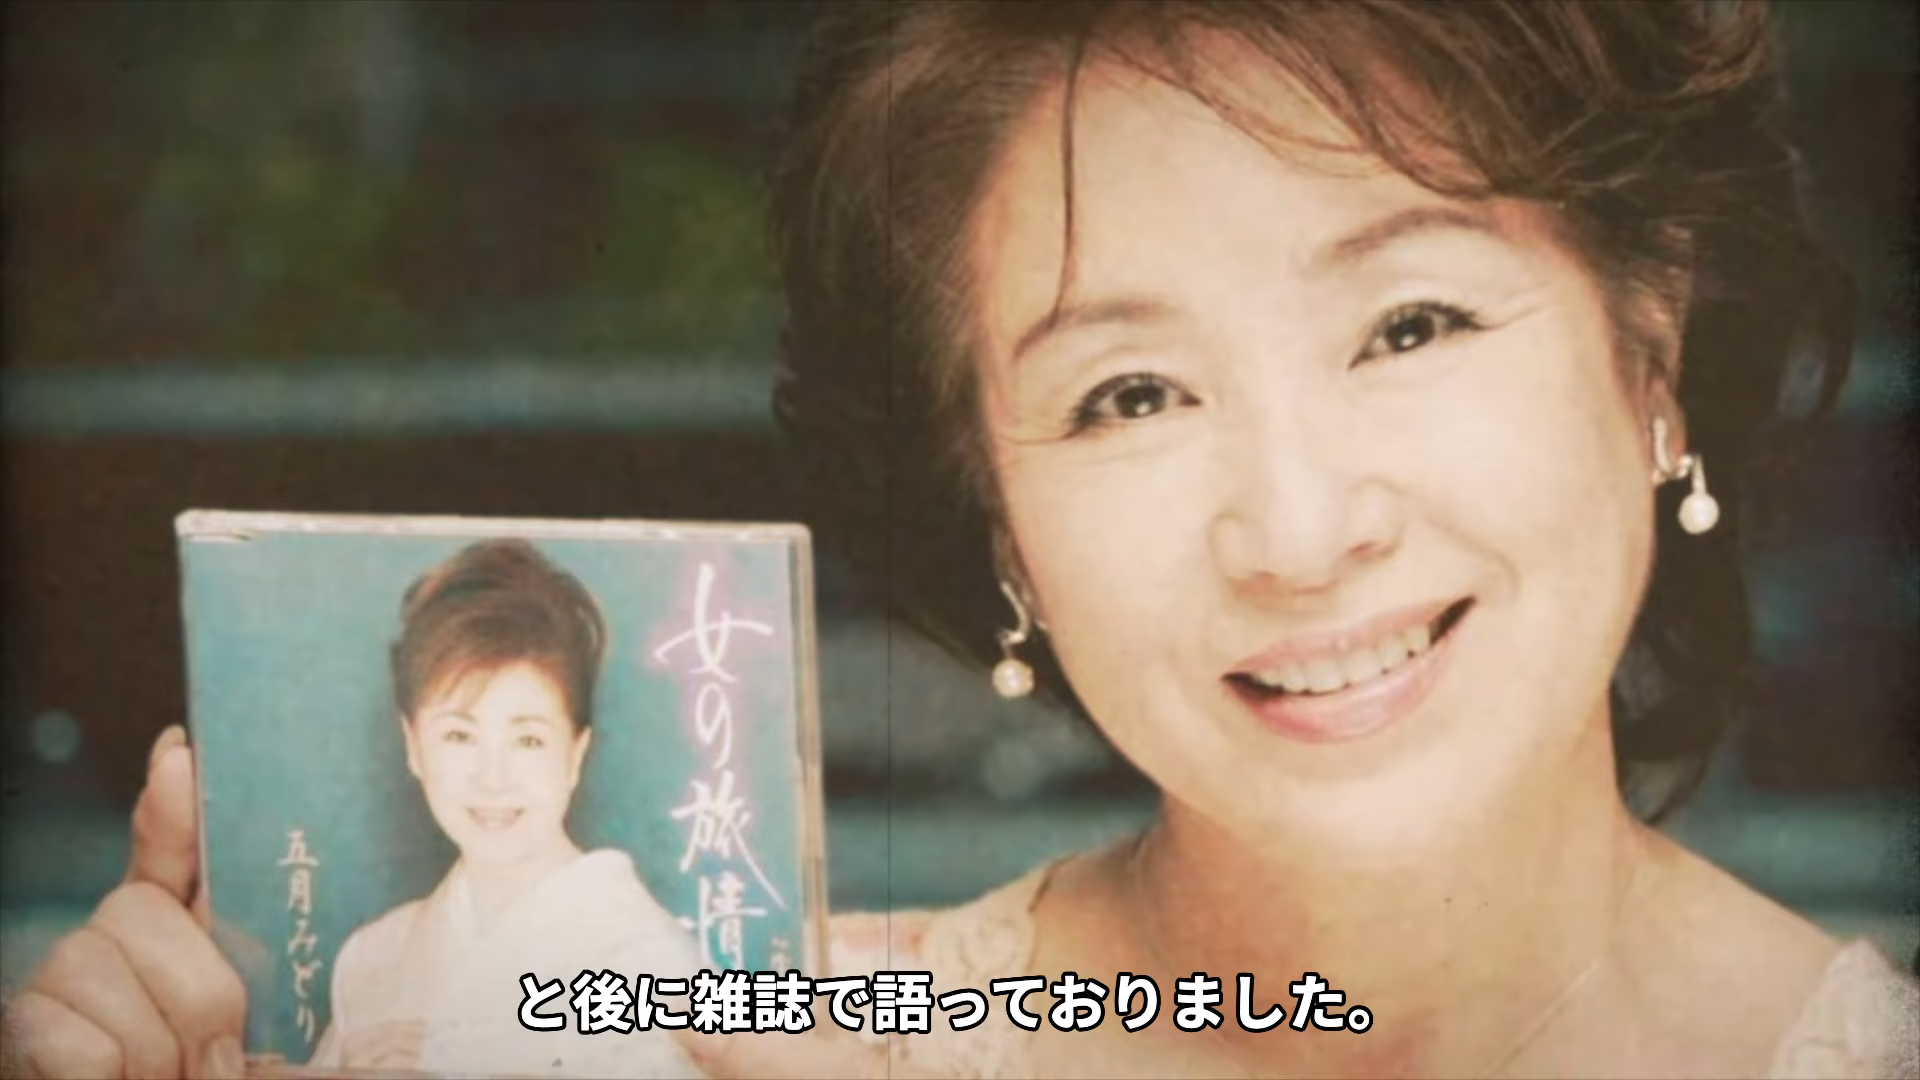 女の旅情
五月みどり
と後に雑誌で語っておりました。